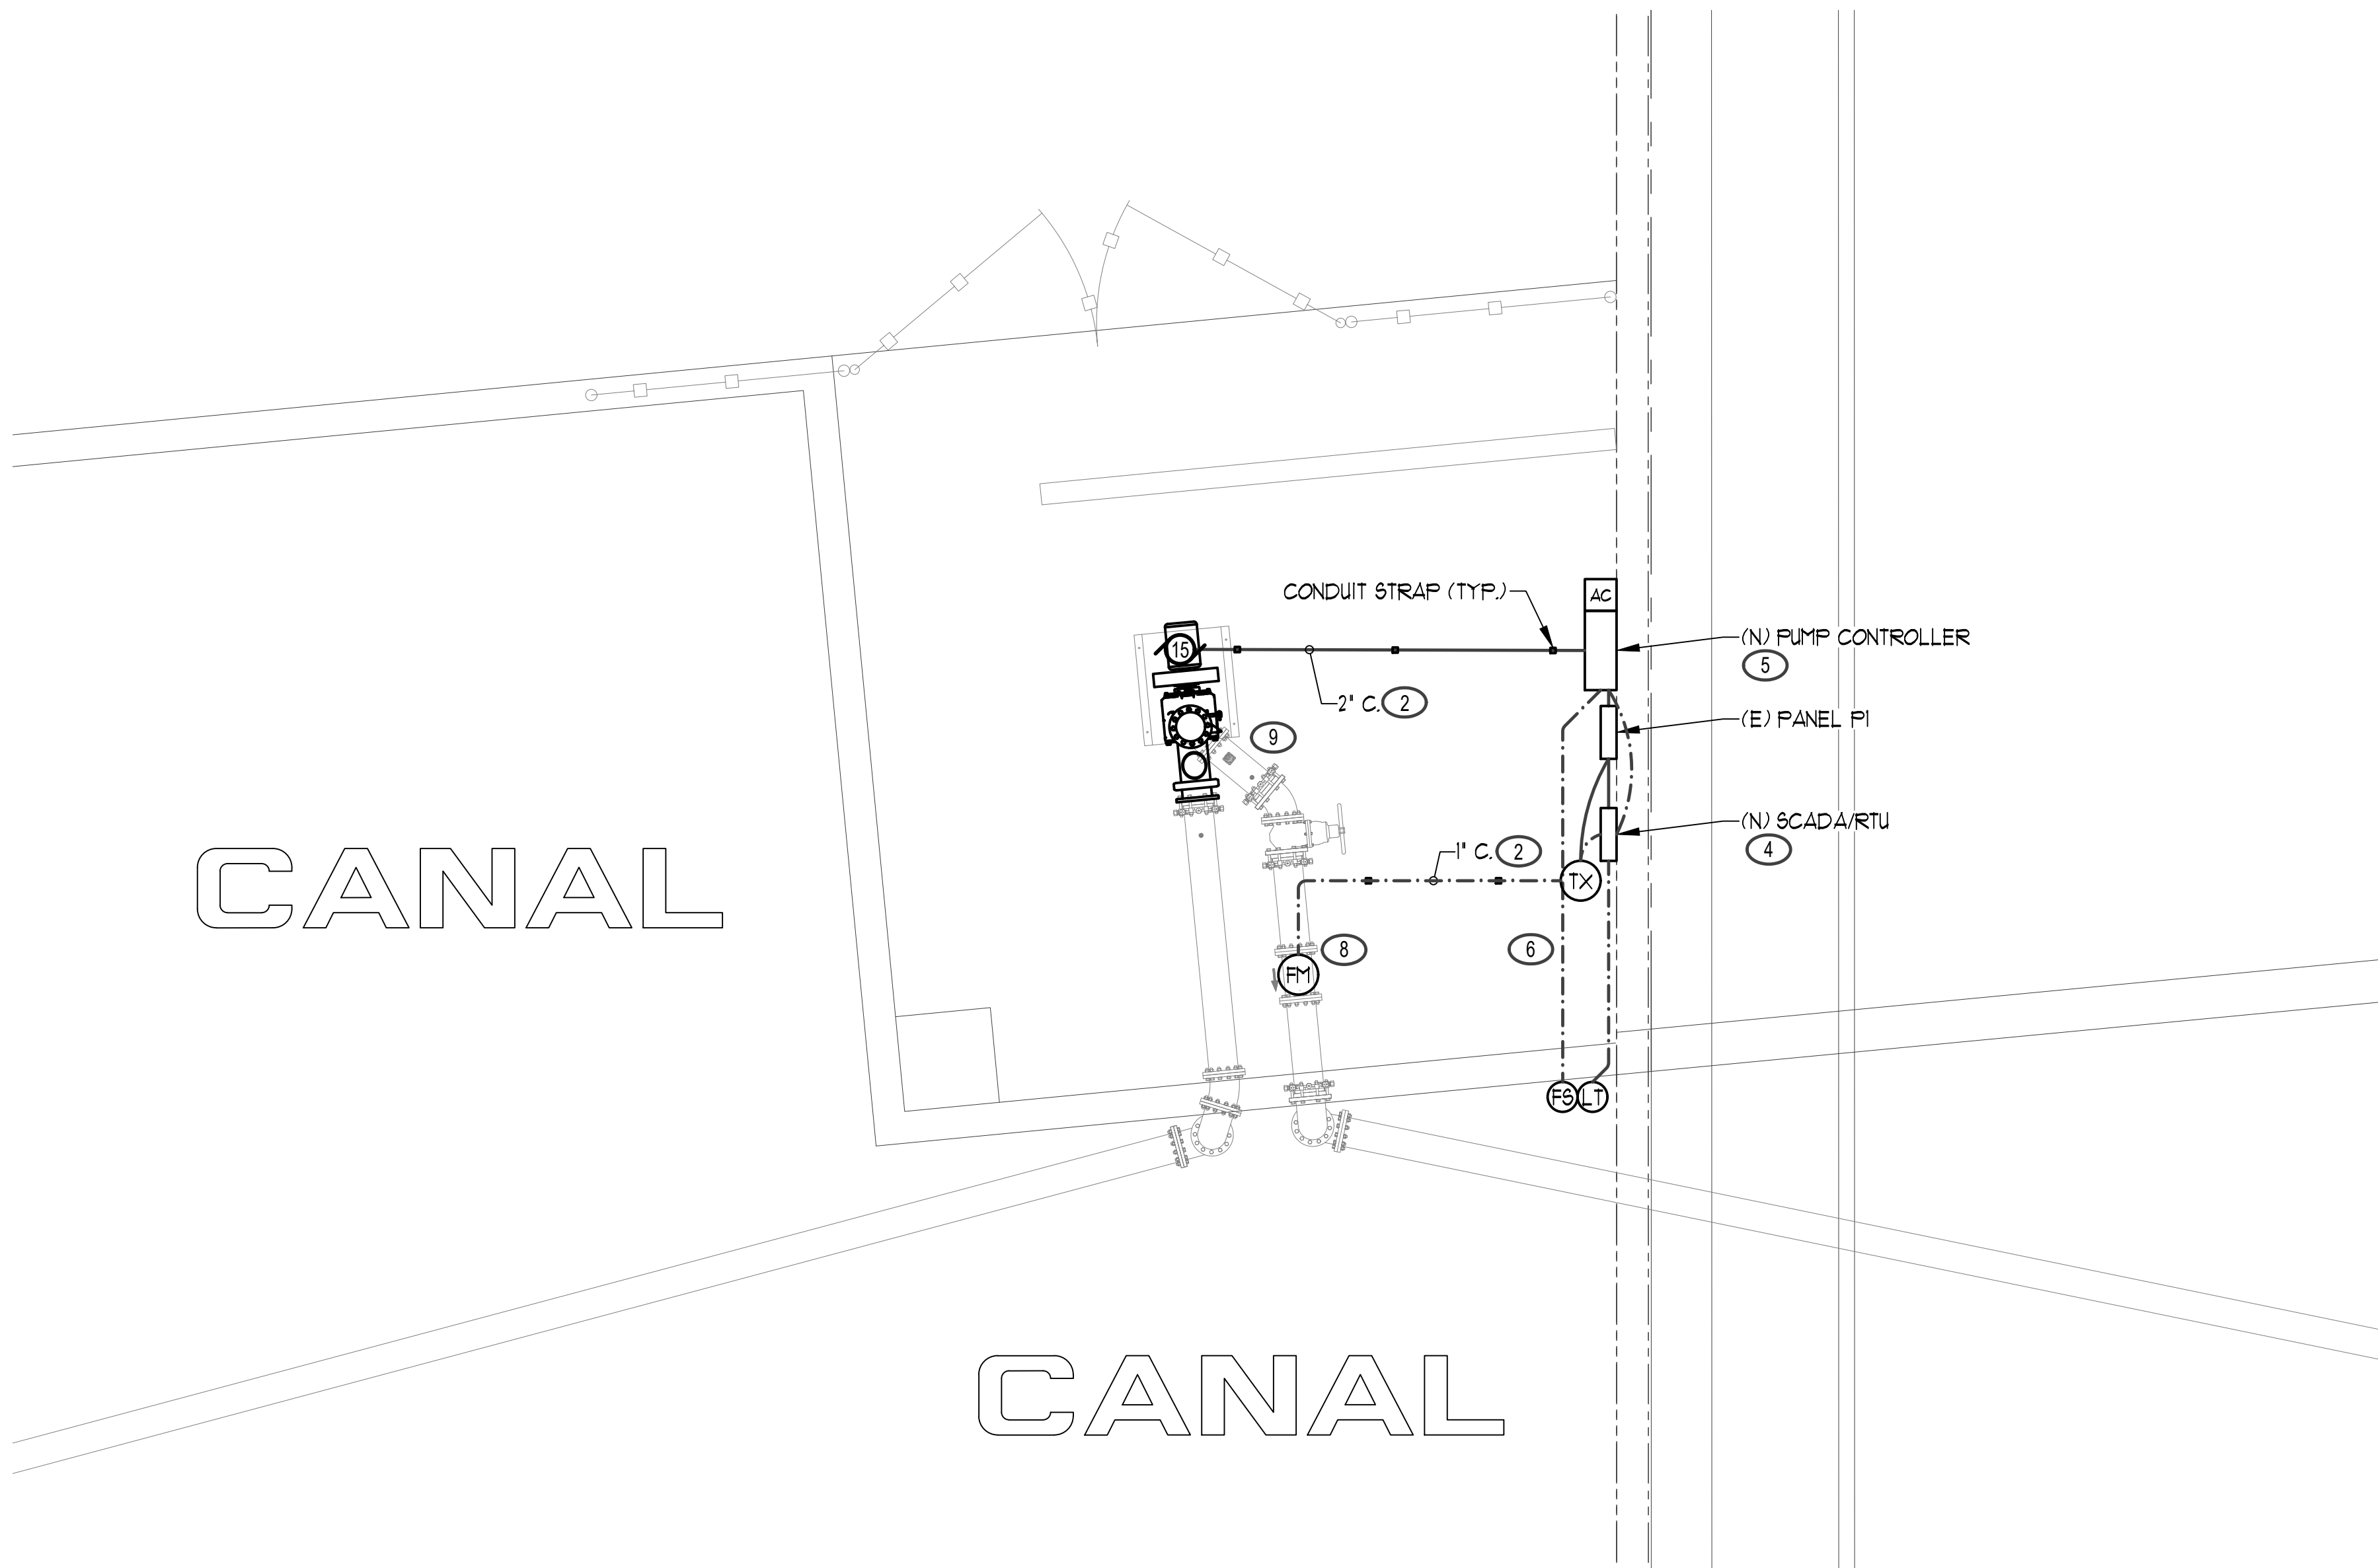 CONDUIT STRAP (TYP.)
AC
(N) PUMP CONTROLLER
5
15
2" C. 2
(E) PANEL P1
9
(N) SCADA/RTU
4
1" C. 2
TX
CANAL
8
6
FM
FS LT
CANAL